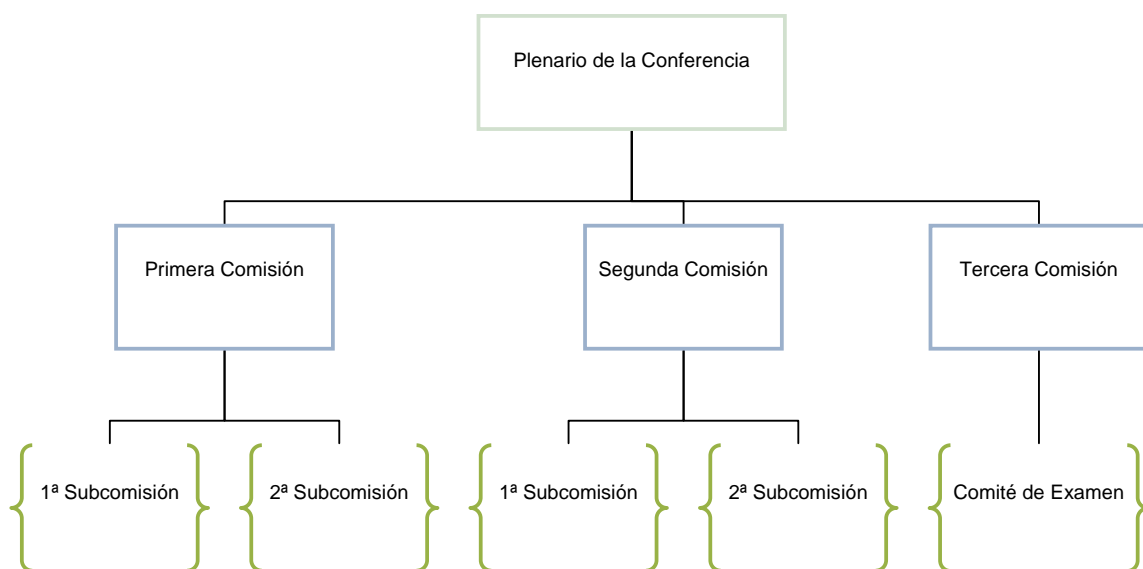 Plenario de la Conferencia
Primera Comisión
Segunda Comisión
Tercera Comisión
1ª Subcomisión
2ª Subcomisión
1ª Subcomisión
2ª Subcomisión
Comité de Examen